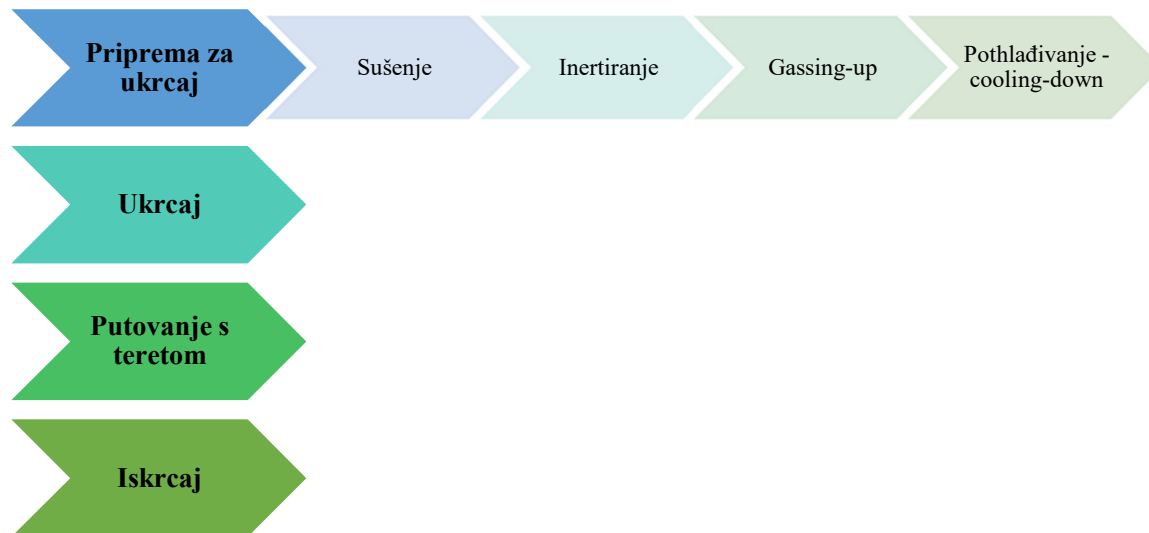 Priprema za
ukrcaj
Sušenje
Inertiranje
Gassing-up
Pothlađivanje -
cooling-down
Ukrcaj
Putovanje s
teretom
Iskrcaj